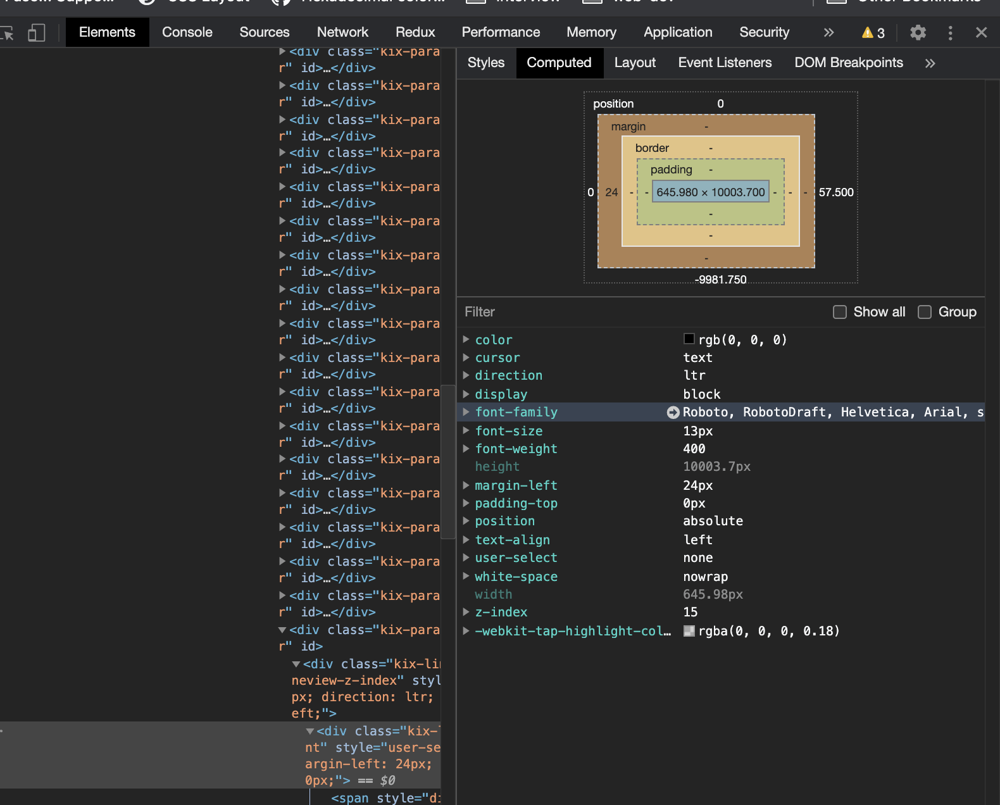 CSS Layout
Hexadecimal color...
Interview
web-dev
Other Bookmarks
Elements Console Sources Network Redux Performance Memory Application Security » 3
<div class="kix-para
r" id>…</div>
<div class="kix-para
r" id>…</div>
<div class="kix-para
r" id>…</div>
<div class="kix-para
r" id>…</div>
<div class="kix-para
r" id>…</div>
<div class="kix-para
r" id>…</div>
<div class="kix-para
r" id>…</div>
<div class="kix-para
r" id>…</div>
<div class="kix-para
r" id>…</div>
<div class="kix-para
r" id>…</div>
<div class="kix-para
r" id>…</div>
<div class="kix-para
r" id>…</div>
<div class="kix-para
r" id>…</div>
<div class="kix-para
r" id>…</div>
<div class="kix-para
r" id>…</div>
<div class="kix-para
r" id>…</div>
<div class="kix-para
r" id>…</div>
<div class="kix-para
r" id>
<div class="kix-li
neview-z-index" styl
px; direction: ltr;
eft;">
<div class="kix-l
nt" style="user-se
argin-left: 24px;
0px;"> == $0
<span style="di
Styles Computed Layout Event Listeners DOM Breakpoints »
position 0
margin -
border -
padding -
0 24 - - 645.980 × 10003.700 - - - 57.500
-
-
-
-9981.750
Filter Show all Group
color rgb(0, 0, 0)
cursor text
direction ltr
display block
font-family Roboto, RobotoDraft, Helvetica, Arial, s
font-size 13px
font-weight 400
height 10003.7px
margin-left 24px
padding-top 0px
position absolute
text-align left
user-select none
white-space nowrap
width 645.98px
z-index 15
-webkit-tap-highlight-col… rgba(0, 0, 0, 0.18)